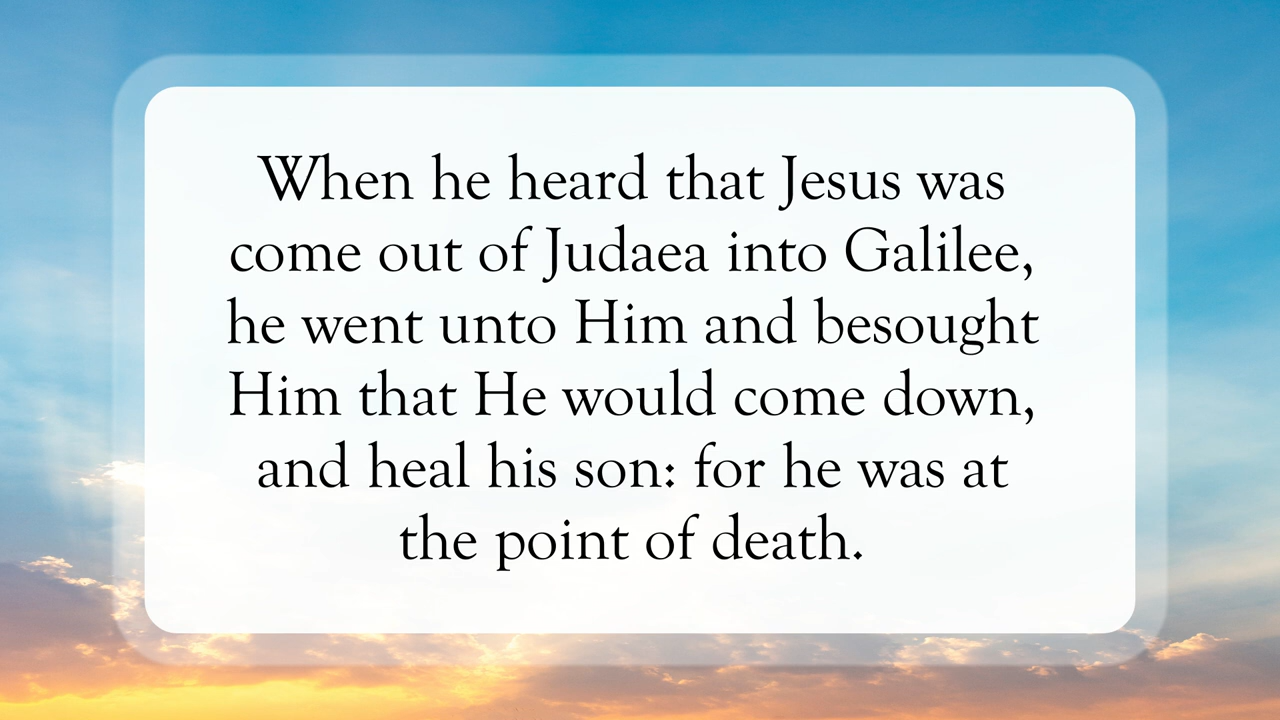 When he heard that Jesus was
come out of Judaea into Galilee,
he went unto Him and besought
Him that He would come down,
and heal his son: for he was at
the point of death.